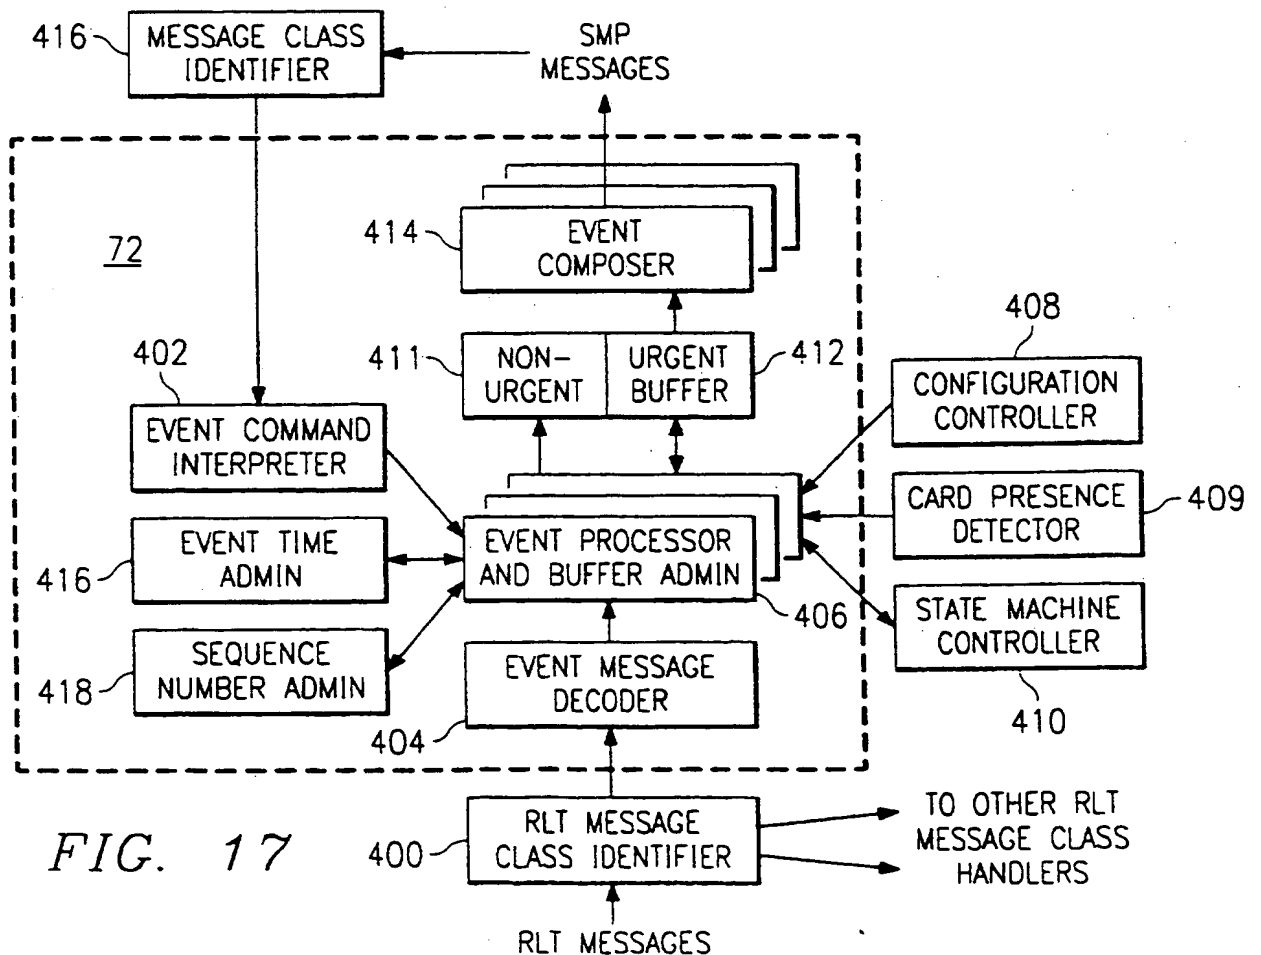 416
MESSAGE CLASS
IDENTIFIER
SMP
MESSAGES
72
414
EVENT
COMPOSER
408
402
411
NON-
URGENT
URGENT
BUFFER
412
CONFIGURATION
CONTROLLER
EVENT COMMAND
INTERPRETER
CARD PRESENCE
DETECTOR
409
416
EVENT TIME
ADMIN
EVENT PROCESSOR
AND BUFFER ADMIN
406
STATE MACHINE
CONTROLLER
418
SEQUENCE
NUMBER ADMIN
EVENT MESSAGE
DECODER
404
410
FIG. 17
400
RLT MESSAGE
CLASS IDENTIFIER
TO OTHER RLT
MESSAGE CLASS
HANDLERS
RLT MESSAGES